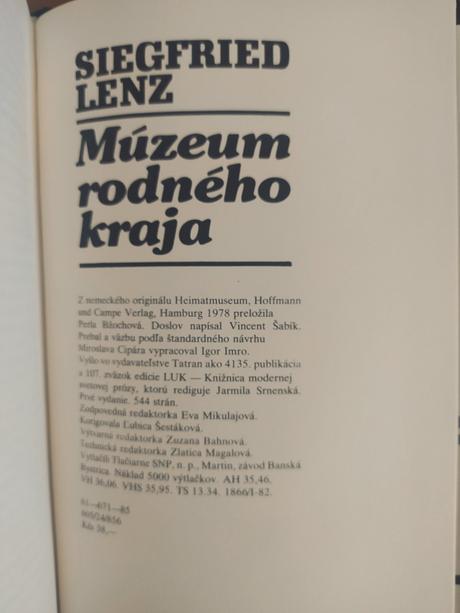 SIEGFRIED
LENZ
Múzeum
rodného
kraja
Z nemeckého originálu Heimatmuseum, Hoffmann
und Campe Verlag, Hamburg 1978 preložila
Perla Bžochová. Doslov napísal Vincent Šabík.
Prebal a väzbu podľa štandardného návrhu
Miroslava Cipára vypracoval Igor Imro.
Vyšlo vo vydavateľstve Tatran ako 4135. publikácia
a 107. zväzok edície LUK — Knižnica modernej
svetovej prózy, ktorú rediguje Jarmila Srnenská.
Prvé vydanie. 544 strán.
Zodpovedná redaktorka Eva Mikulajová.
Korigovala Ľubica Šestáková.
Výtvarná redaktorka Zuzana Bahnová.
Technická redaktorka Zlatica Magalová.
Vytlačili Tlačiarne SNP, n. p., Martin, závod Banská
Bystrica. Náklad 5000 výtlačkov. AH 35,46.
VH 36,06. VHS 35,95. TS 13.34. 1866/I-82.
61—071—85
605/24/856
Kčs 38,—